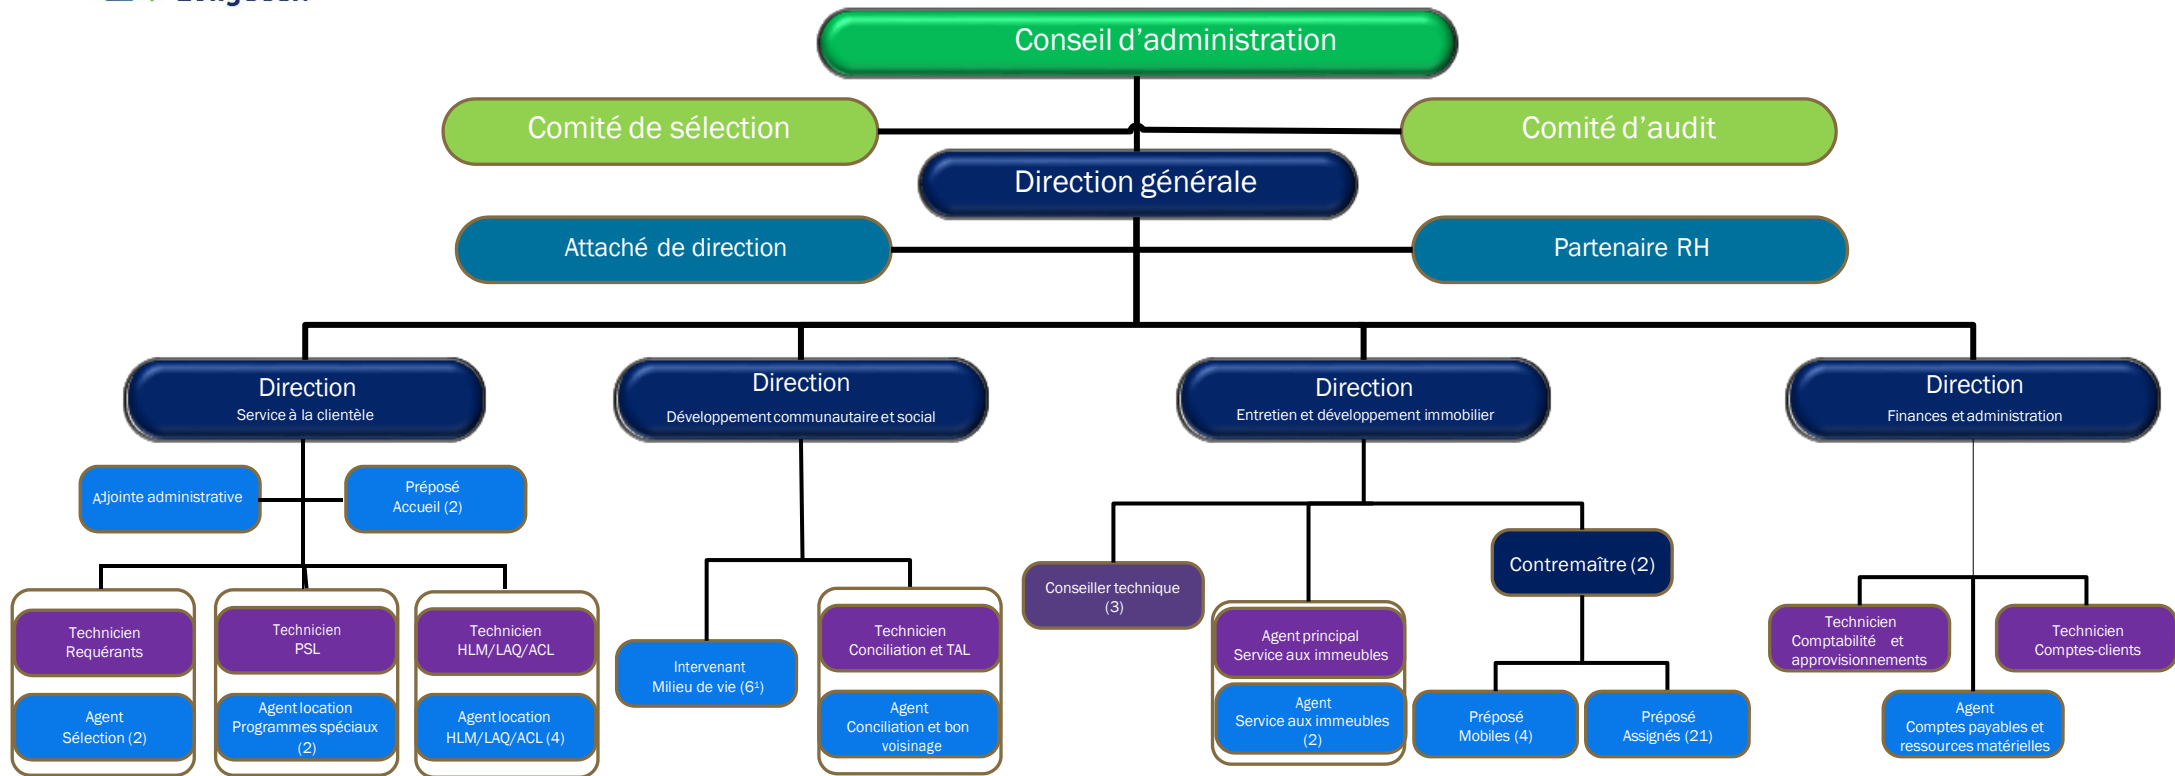 Conseil d'administration
Comité de sélection
Comité d'audit
Direction générale
Attaché de direction
Partenaire RH
Direction
Service à la clientèle
Direction
Développement communautaire et social
Direction
Entretien et développement immobilier
Direction
Finances et administration
Adjointe administrative
Préposé
Accueil (2)
Technicien
Requérants
Agent
Sélection (2)
Technicien
PSL
Agent location
Programmes spéciaux
(2)
Technicien
HLM/LAQ/ACL
Agent location
HLM/LAQ/ACL (4)
Intervenant
Milieu de vie (6¹)
Technicien
Conciliation et TAL
Agent
Conciliation et bon
voisinage
Conseiller technique
(3)
Agent principal
Service aux immeubles
Agent
Service aux immeubles
(2)
Contremaître (2)
Préposé
Mobiles (4)
Préposé
Assignés (21)
Technicien
Comptabilité et
approvisionnements
Technicien
Comptes-clients
Agent
Comptes payables et
ressources matérielles